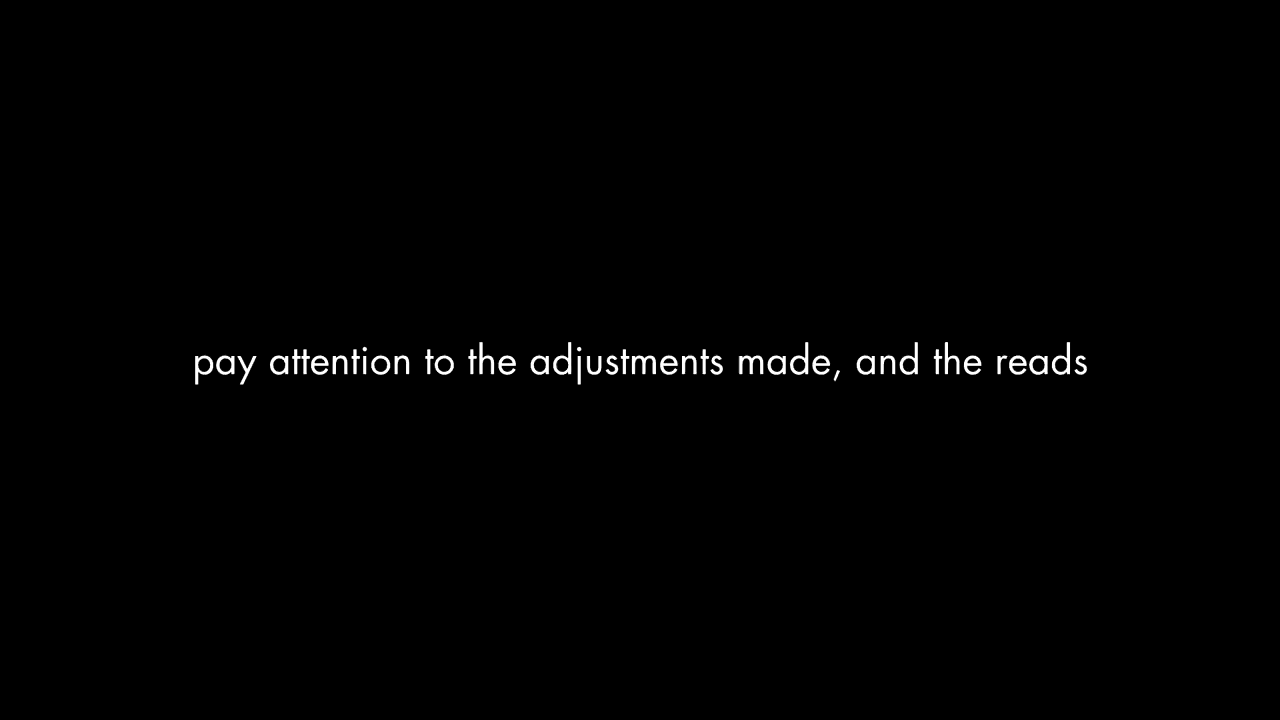 pay attention to the adjustments made, and the reads